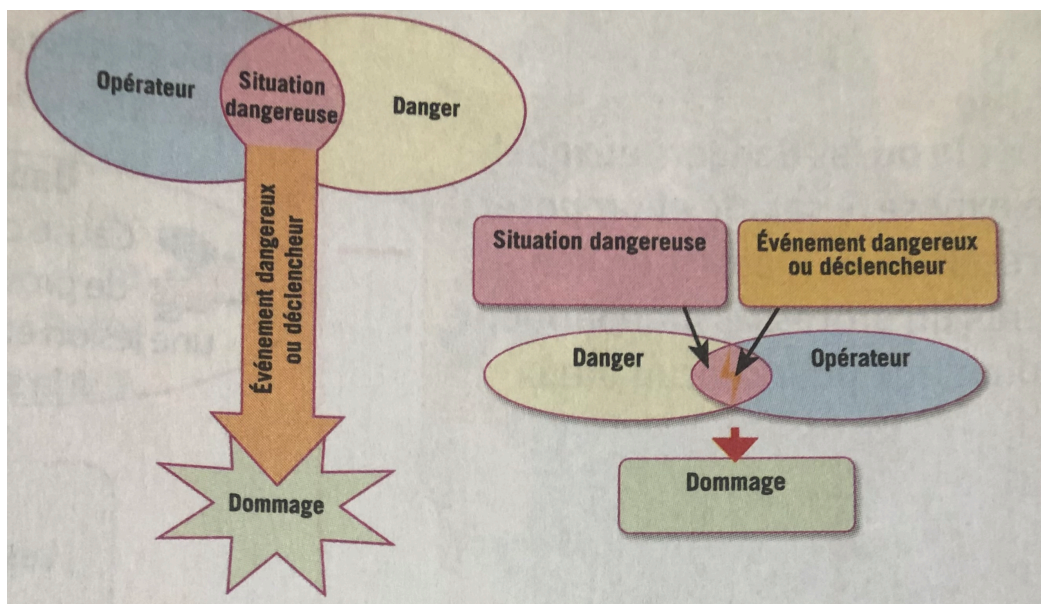 Opérateur
Situation
dangereuse
Danger
Événement dangereux
ou déclencheur
Dommage
Situation dangereuse
Événement dangereux
ou déclencheur
Danger
Opérateur
Dommage